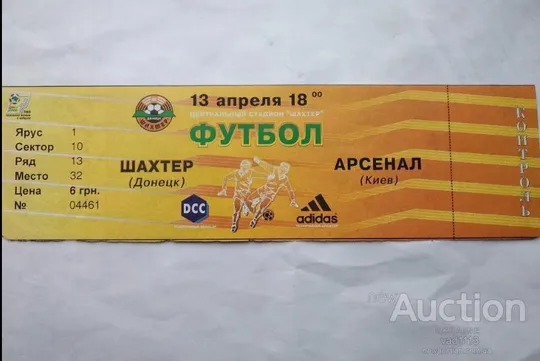 13 апреля 18 00
ЦЕНТРАЛЬНЫЙ СТАДИОН "ШАХТЕР"
ФУТБОЛ
ШАХТЕР
Ярус 1
Сектор 10
Ряд 13
Место 32
Цена 6 грн.
№ 04461
ШАХТЕР
(Донецк)
АРСЕНАЛ
(Киев)
DCC
adidas
КОНТРОЛЬ
Auction